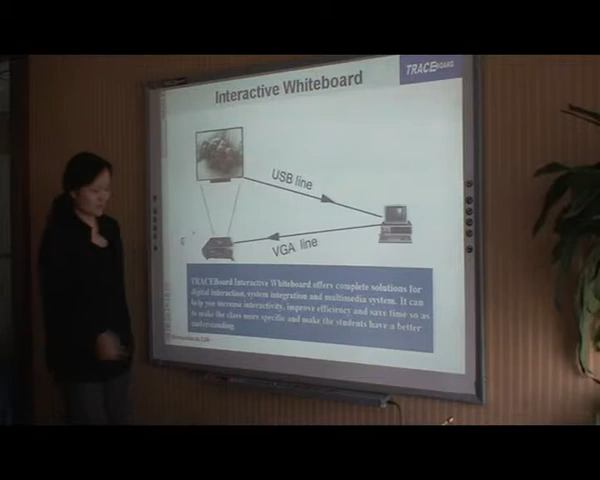 TRACEBOARD
Interactive Whiteboard
USB line
VGA line
TRACEBoard Interactive Whiteboard offers complete solutions for
digital interaction, system integration and multimedia system. It can
help you increase interactivity, improve efficiency and save time so as
to make the class more specific and make the students have a better
understanding